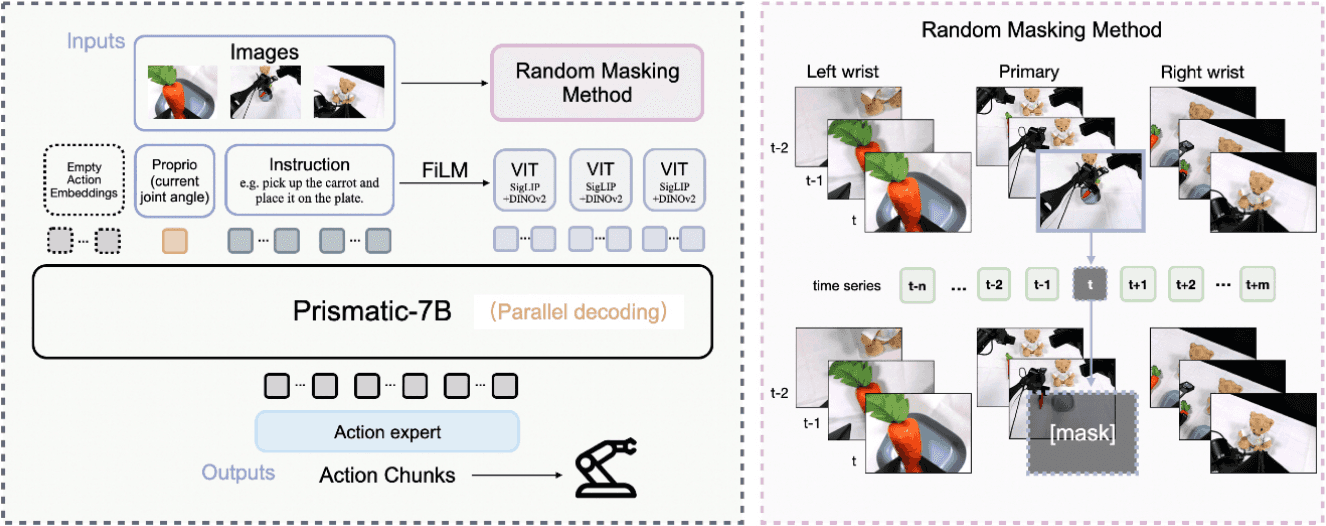 Inputs
Images
Random Masking
Method
Empty
Action
Embeddings
Proprio
(current
joint angle)
Instruction
e.g. pick up the carrot and
place it on the plate.
FiLM
VIT
SigLIP
+DINOv2
VIT
SigLIP
+DINOv2
VIT
SigLIP
+DINOv2
... ... ... ... ... ...
Prismatic-7B (Parallel decoding)
... ... ...
Action expert
Outputs
Action Chunks
Random Masking Method
Left wrist Primary Right wrist
t-2
t-1
t
time series t-n ... t-2 t-1 t t+1 t+2 ... t+m
t-2
t-1
t
[mask]